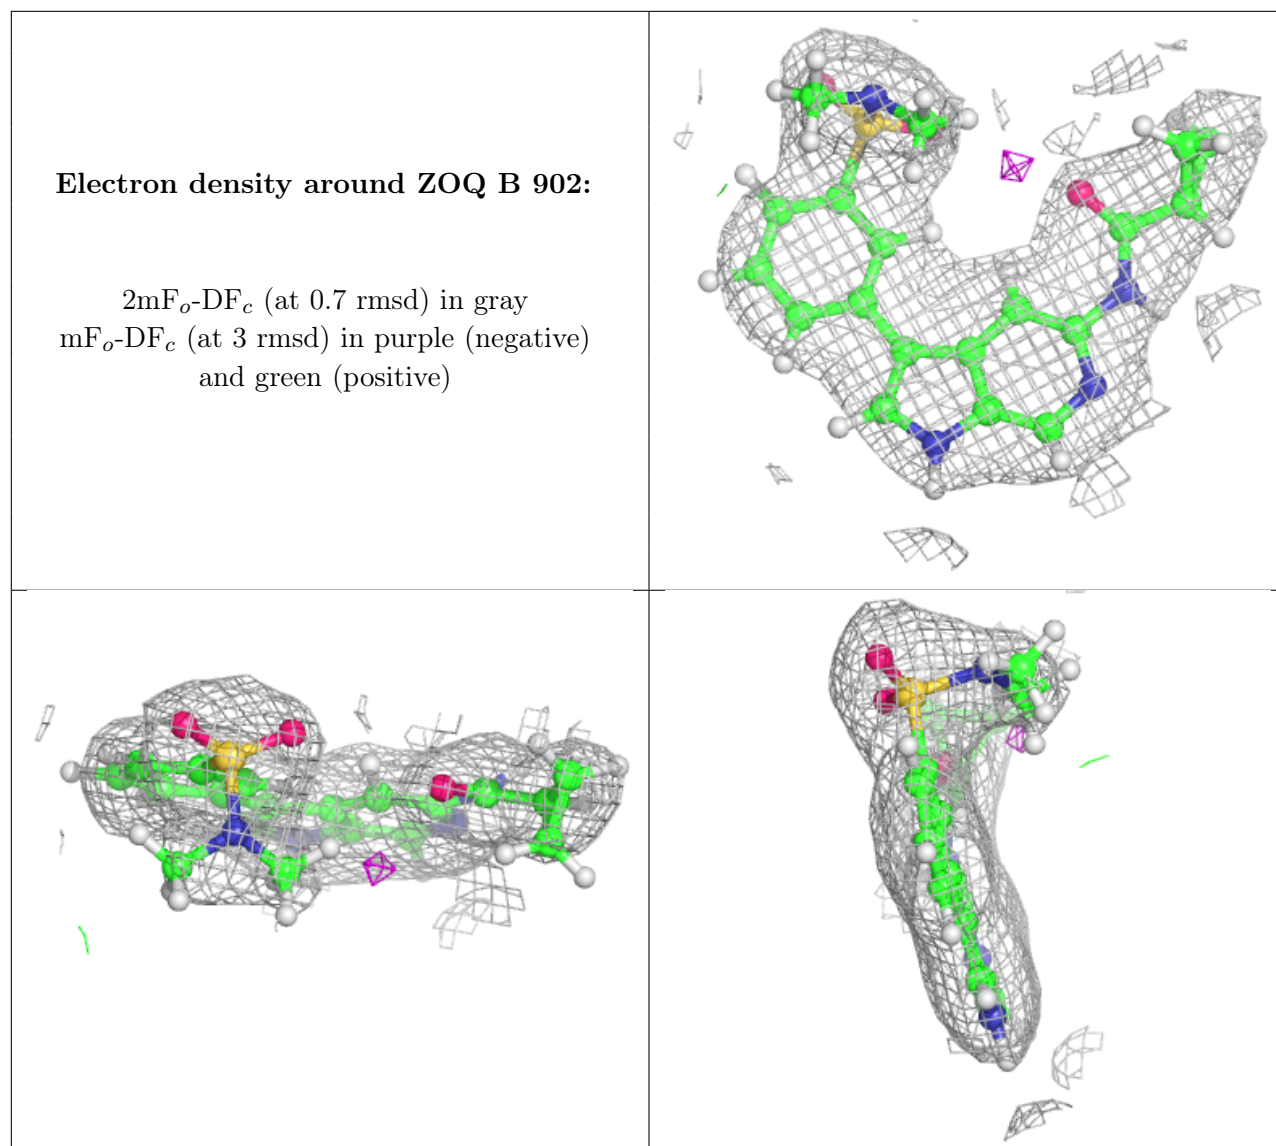 Electron density around ZOQ B 902:
2mFo-DFc (at 0.7 rmsd) in gray
mFo-DFc (at 3 rmsd) in purple (negative)
and green (positive)